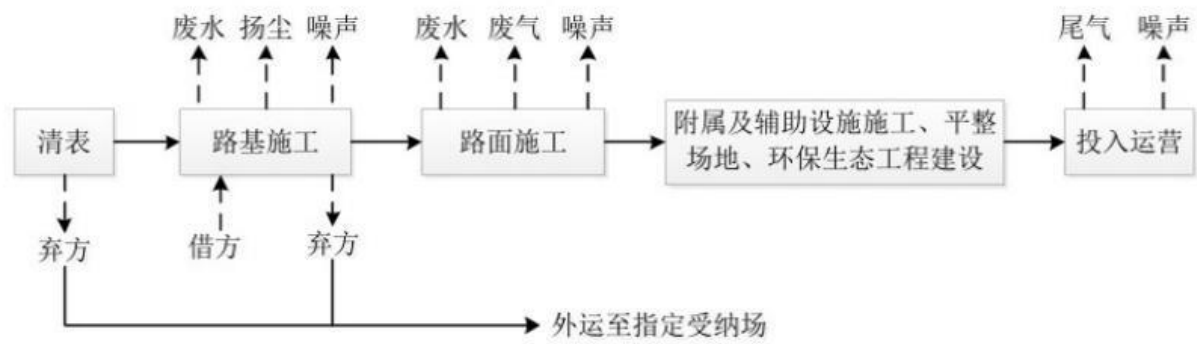 废水 扬尘 噪声 废水 废气 噪声 尾气 噪声
清表 路基施工 路面施工 附属及辅助设施施工、平整
场地、环保生态工程建设 投入运营
弃方 借方 弃方
外运至指定受纳场